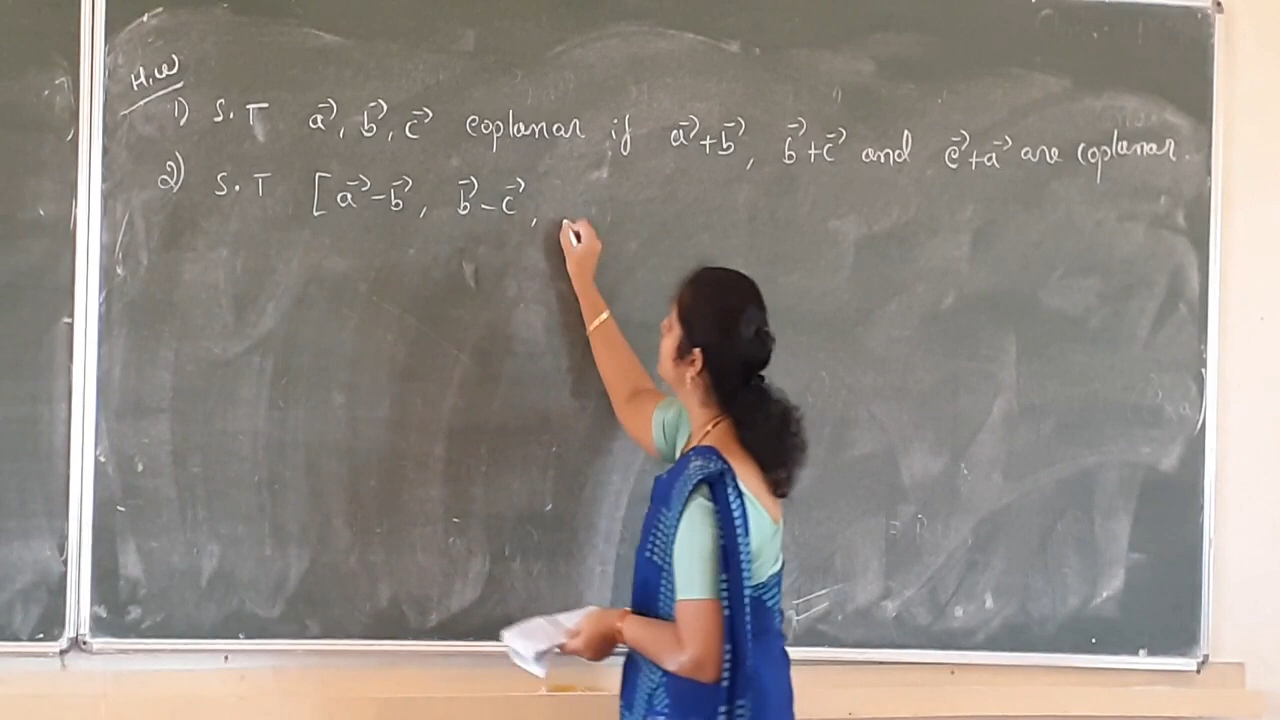 H.W
1) S.T a⃗, b⃗, c⃗ coplanar if a⃗+b⃗, b⃗+c⃗ and c⃗+a⃗ are coplanar.
2) S.T [a⃗-b⃗, b⃗-c⃗,